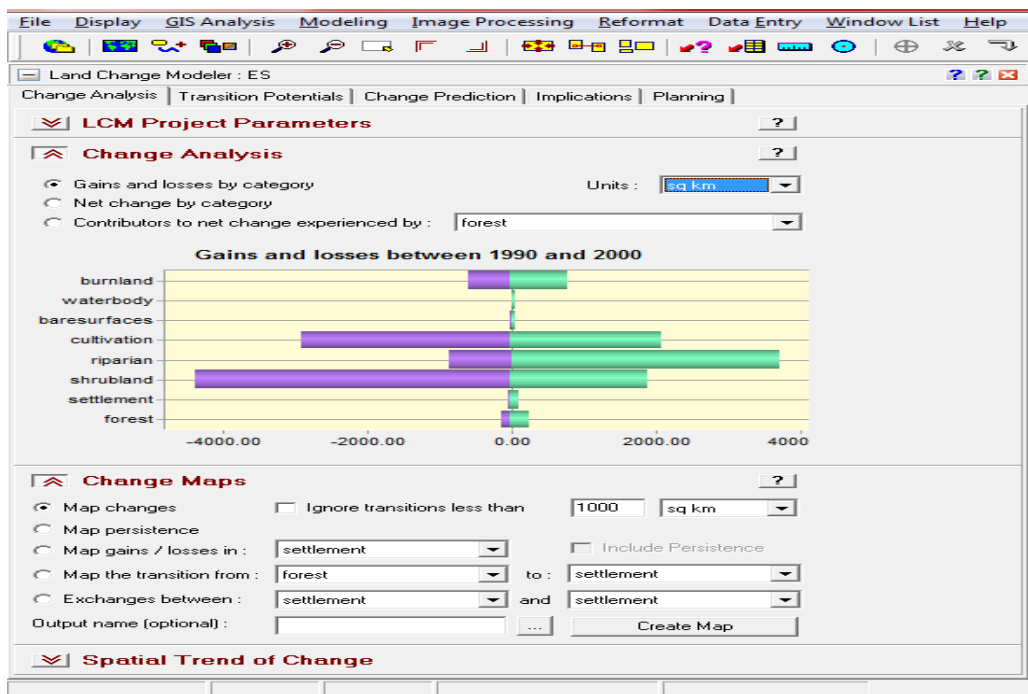 File Display GIS Analysis Modeling Image Processing Reformat Data Entry Window List Help
Land Change Modeler : ES
Change Analysis Transition Potentials Change Prediction Implications Planning
LCM Project Parameters ?
Change Analysis ?
Gains and losses by category Units : sq km
Net change by category
Contributors to net change experienced by : forest
Gains and losses between 1990 and 2000
burnland
waterbody
baresurfaces
cultivation
riparian
shrubland
settlement
forest
-4000.00 -2000.00 0.00 2000.00 4000
Change Maps ?
Map changes Ignore transitions less than 1000 sq km
Map persistence
Map gains / losses in : settlement Include Persistence
Map the transition from : forest to : settlement
Exchanges between : settlement and settlement
Output name (optional) : ... Create Map
Spatial Trend of Change